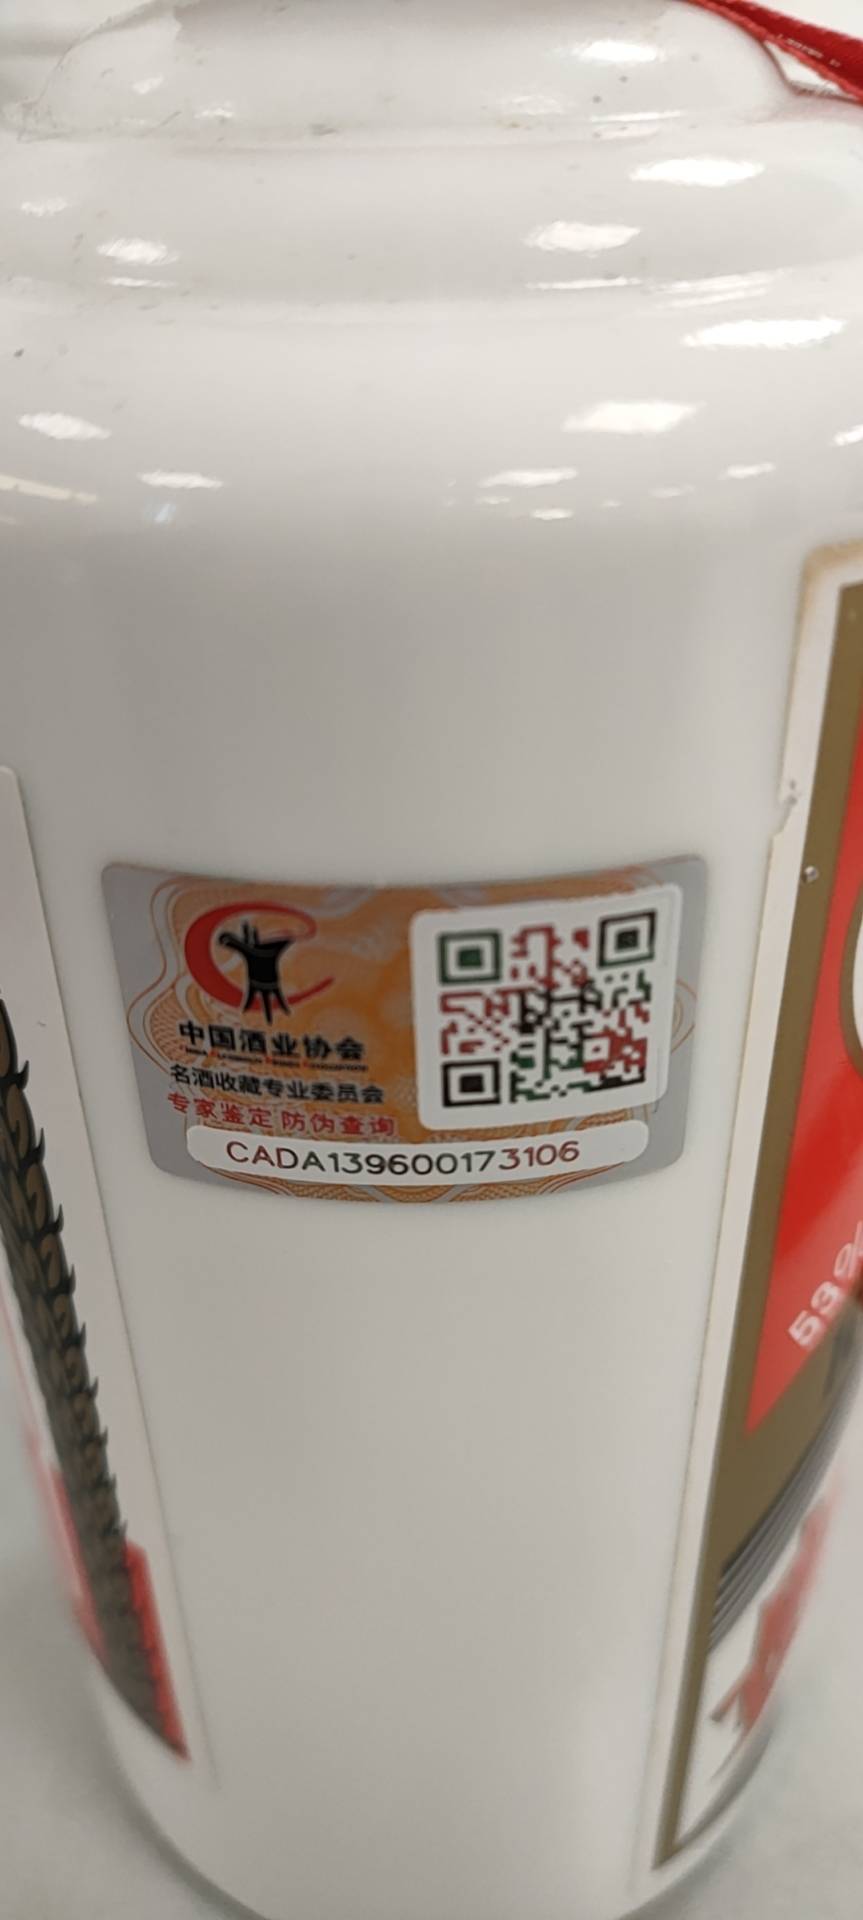 中国酒业协会
名酒收藏专业委员会
专家鉴定 防伪查询
CADA139600173106
53%